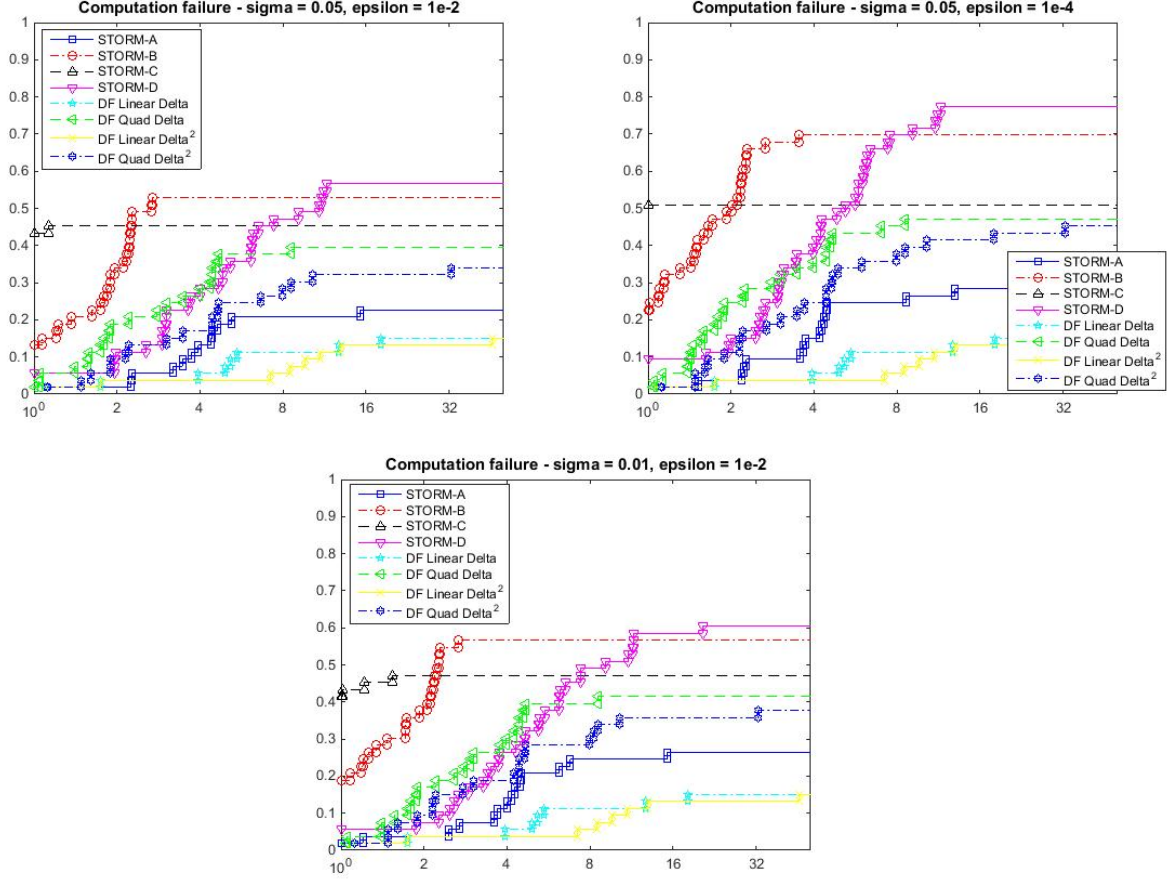 Computation failure - sigma = 0.05, epsilon = 1e-2
1
0.9
0.8
0.7
0.6
0.5
0.4
0.3
0.2
0.1
0
STORM-A
STORM-B
STORM-C
STORM-D
DF Linear Delta
DF Quad Delta
DF Linear Delta²
DF Quad Delta²
10⁰ 2 4 8 16 32
Computation failure - sigma = 0.05, epsilon = 1e-4
1
0.9
0.8
0.7
0.6
0.5
0.4
0.3
0.2
0.1
0
STORM-A
STORM-B
STORM-C
STORM-D
DF Linear Delta
DF Quad Delta
DF Linear Delta²
DF Quad Delta²
10⁰ 2 4 8 16 32
Computation failure - sigma = 0.01, epsilon = 1e-2
1
0.9
0.8
0.7
0.6
0.5
0.4
0.3
0.2
0.1
0
STORM-A
STORM-B
STORM-C
STORM-D
DF Linear Delta
DF Quad Delta
DF Linear Delta²
DF Quad Delta²
10⁰ 2 4 8 16 32